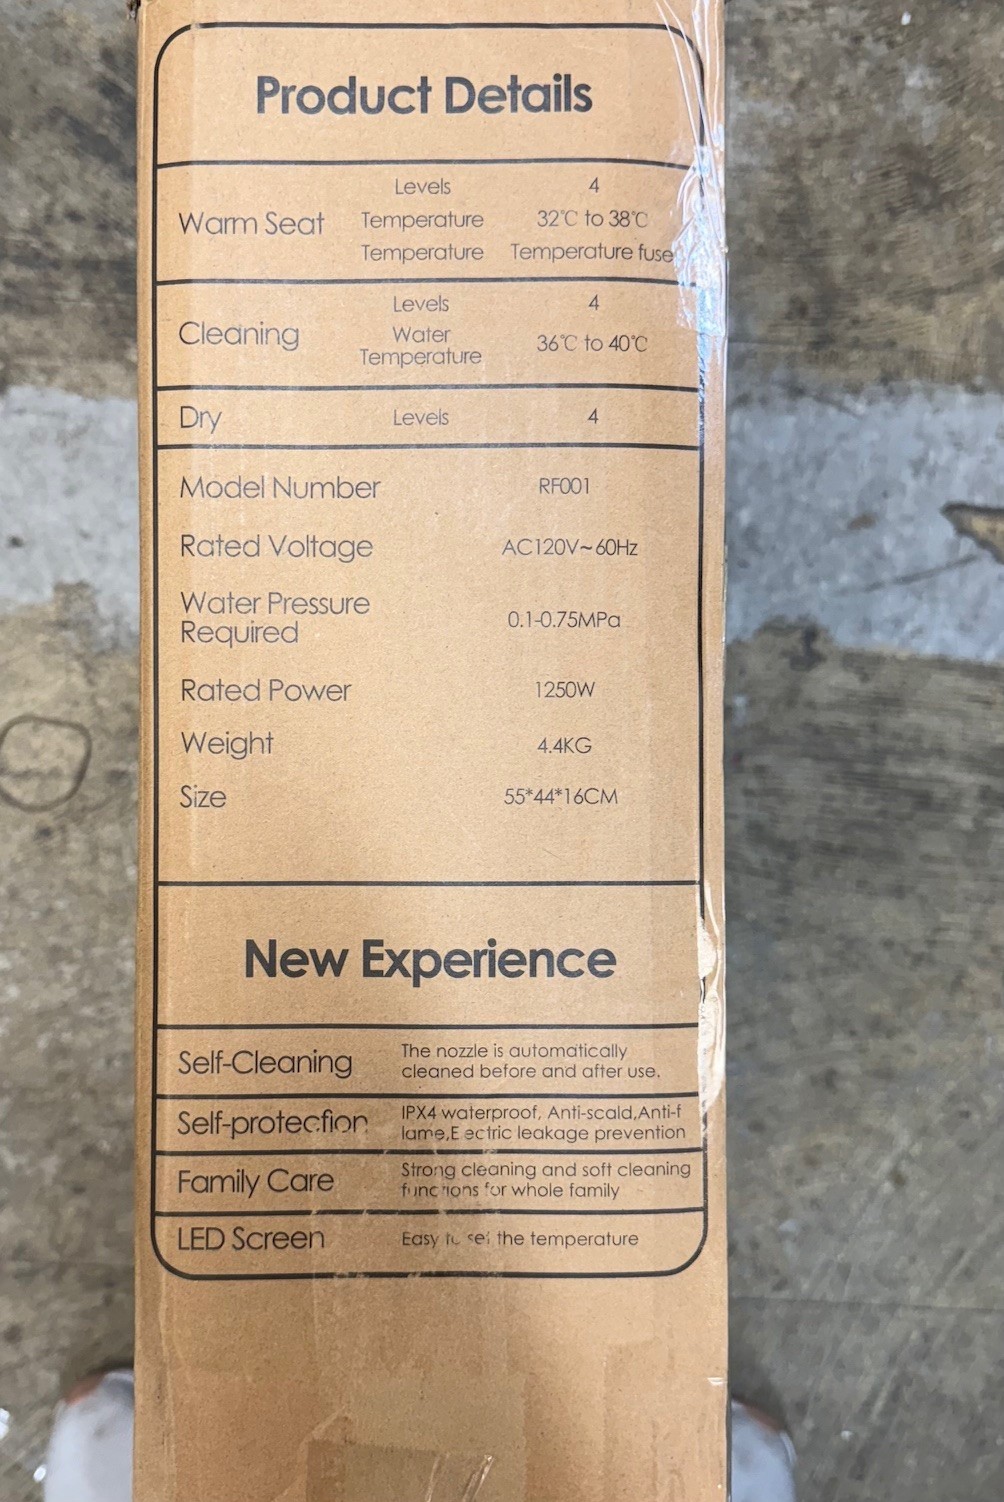 Product Details
Levels 4
Warm Seat Temperature 32℃ to 38℃
Temperature Temperature fuse
Levels 4
Cleaning Water Temperature 36℃ to 40℃
Dry Levels 4
Model Number RF001
Rated Voltage AC120V~60Hz
Water Pressure
Required 0.1-0.75MPa
Rated Power 1250W
Weight 4.4KG
Size 55*44*16CM
New Experience
Self-Cleaning The nozzle is automatically
cleaned before and after use.
Self-protection IPX4 waterproof, Anti-scald,Anti-f
lame,Electric leakage prevention
Family Care Strong cleaning and soft cleaning
functions for whole family
LED Screen Easy to set the temperature